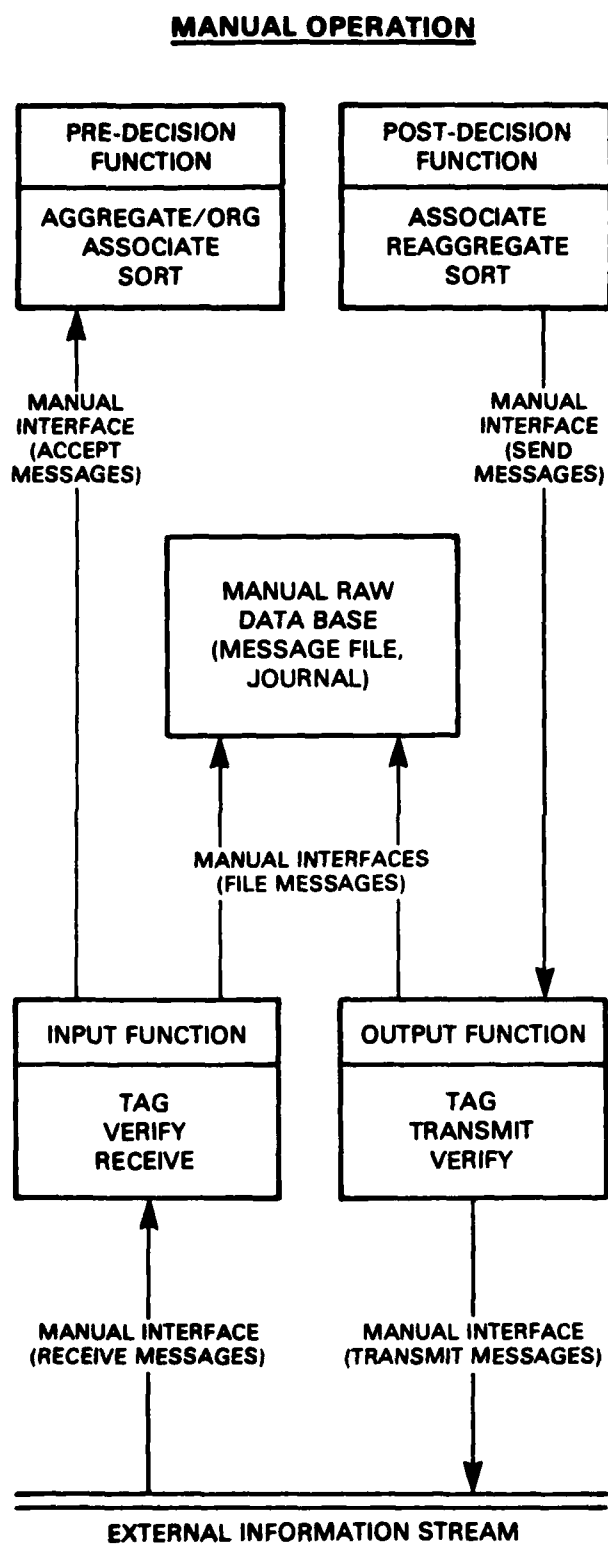 MANUAL OPERATION
PRE-DECISION
FUNCTION
AGGREGATE/ORG
ASSOCIATE
SORT
POST-DECISION
FUNCTION
ASSOCIATE
REAGGREGATE
SORT
MANUAL
INTERFACE
(ACCEPT
MESSAGES)
MANUAL
INTERFACE
(SEND
MESSAGES)
MANUAL RAW
DATA BASE
(MESSAGE FILE,
JOURNAL)
MANUAL INTERFACES
(FILE MESSAGES)
INPUT FUNCTION
TAG
VERIFY
RECEIVE
OUTPUT FUNCTION
TAG
TRANSMIT
VERIFY
MANUAL INTERFACE
(RECEIVE MESSAGES)
MANUAL INTERFACE
(TRANSMIT MESSAGES)
EXTERNAL INFORMATION STREAM